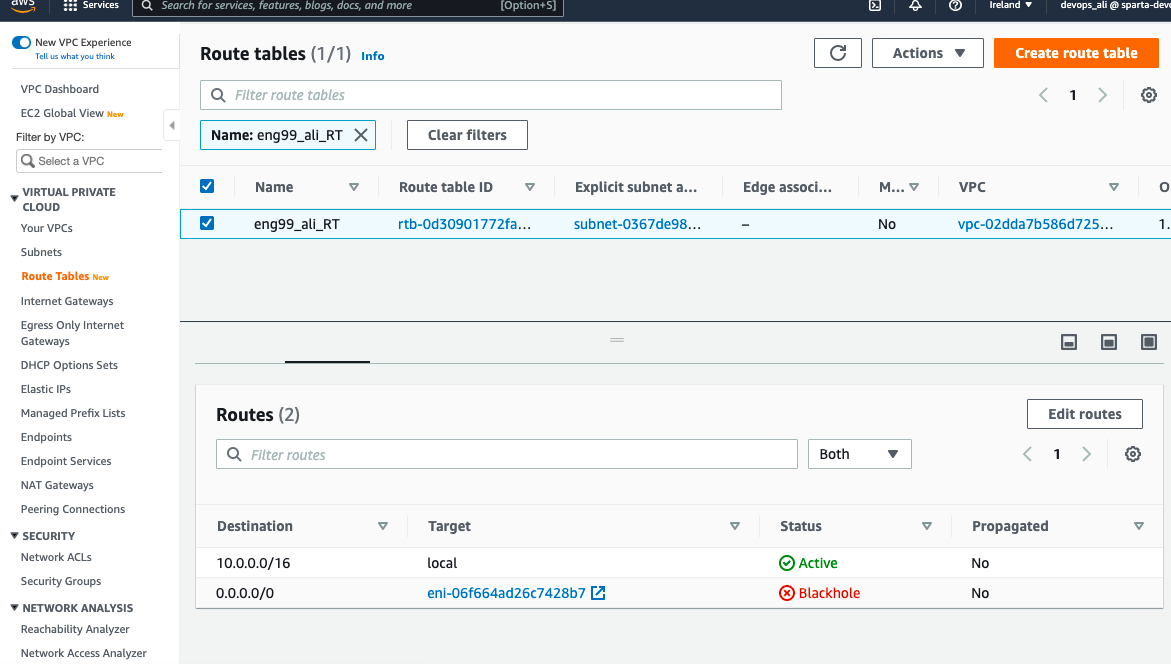 aws Services Search for services, features, blogs, docs, and more [Option+S] Ireland ▼ devops_ali @ sparta-devo
New VPC Experience
Tell us what you think
VPC Dashboard
EC2 Global View New
Filter by VPC:
Select a VPC
VIRTUAL PRIVATE
CLOUD
Your VPCs
Subnets
Route Tables New
Internet Gateways
Egress Only Internet
Gateways
DHCP Options Sets
Elastic IPs
Managed Prefix Lists
Endpoints
Endpoint Services
NAT Gateways
Peering Connections
SECURITY
Network ACLs
Security Groups
NETWORK ANALYSIS
Reachability Analyzer
Network Access Analyzer
Route tables (1/1) Info
Actions ▼
Create route table
Filter route tables
1
Name: eng99_ali_RT
Clear filters
Name Route table ID Explicit subnet a... Edge associ... M... VPC O
eng99_ali_RT rtb-0d30901772fa... subnet-0367de98... – No vpc-02dda7b586d725... 1.
Routes (2)
Edit routes
Filter routes
Both
1
Destination Target Status Propagated
10.0.0.0/16 local Active No
0.0.0.0/0 eni-06f664ad26c7428b7 Blackhole No